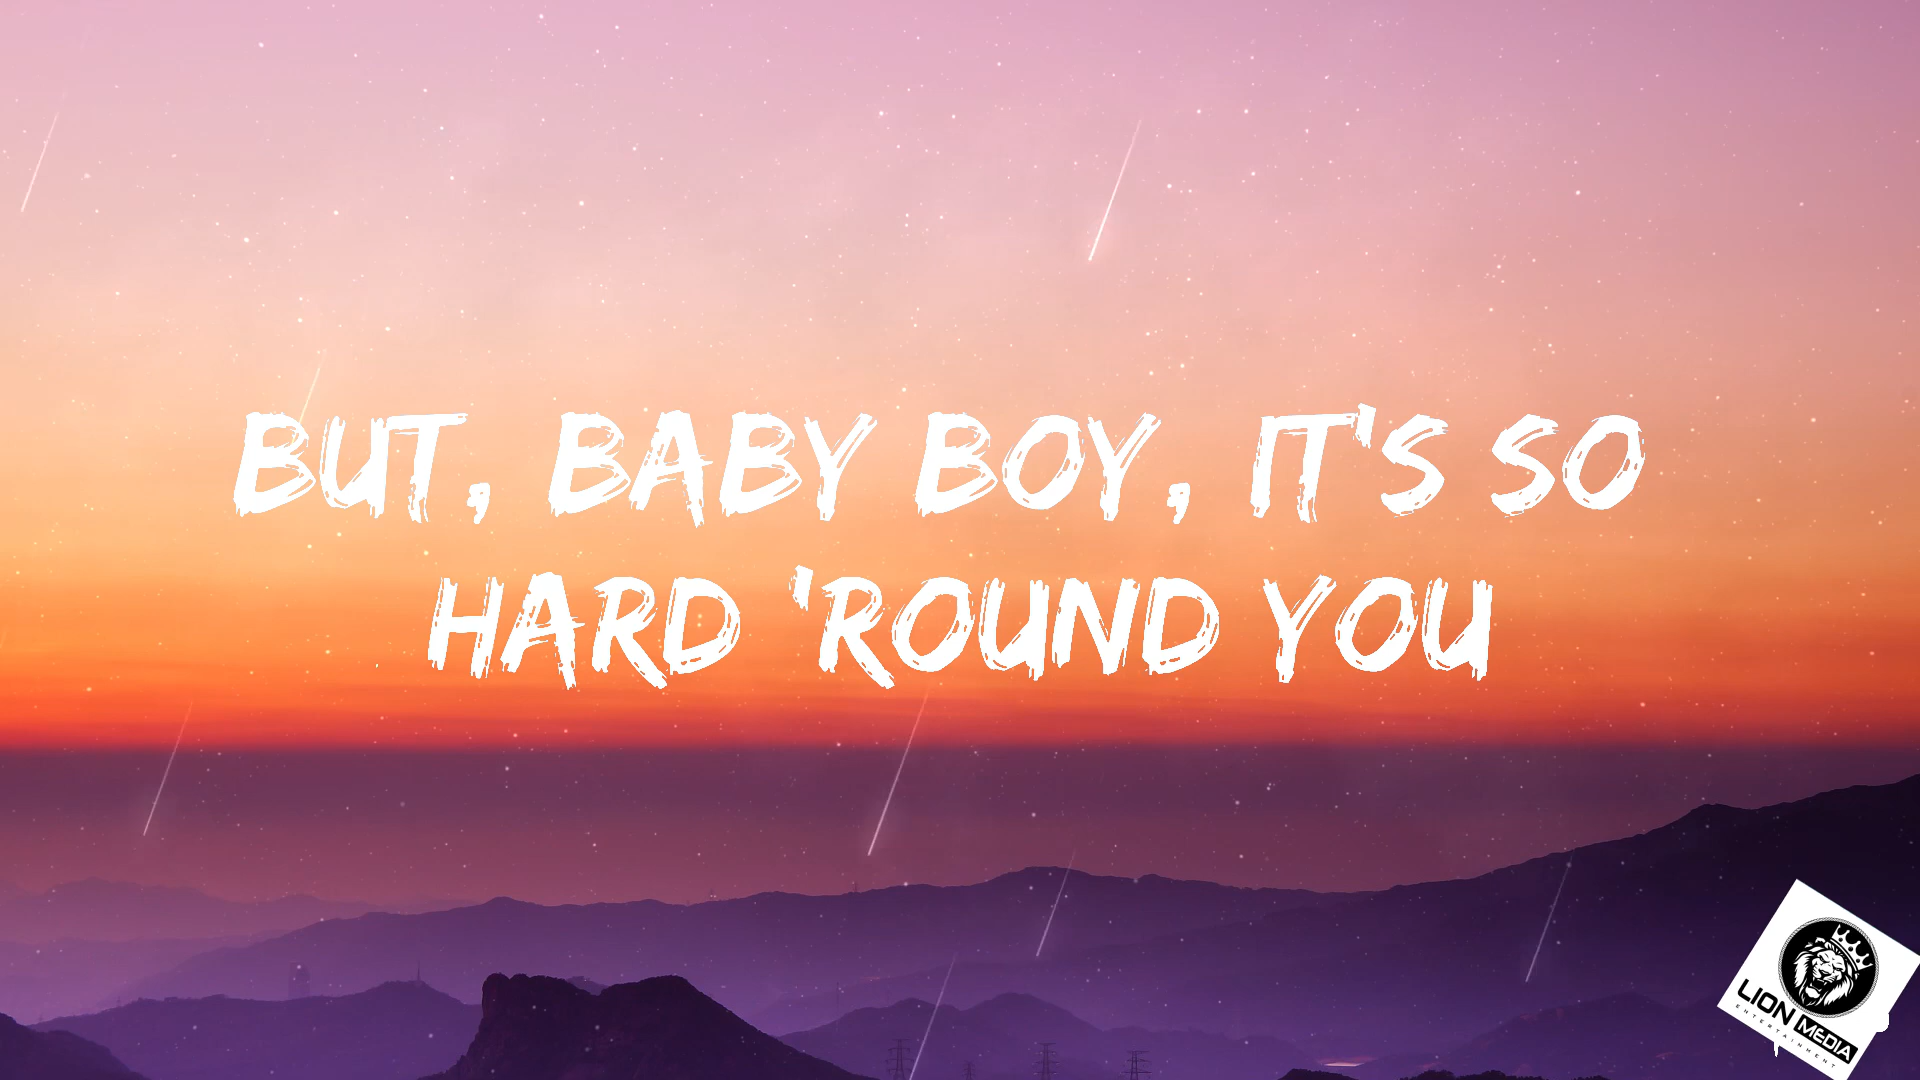 BUT, BABY BOY, IT'S SO
HARD 'ROUND YOU
LION
MEDIA
ENTERTAINMENT